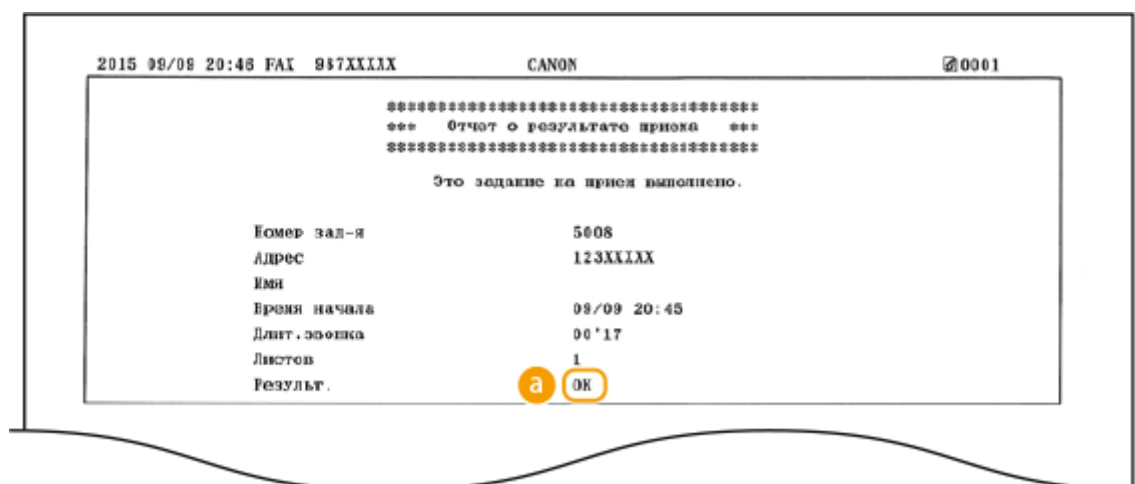 2015 09/09 20:46 FAX 987XXXXX CANON 0001
*************************************
*** Отчет о результате приема ***
*************************************
Это задание на прием выполнено.
Номер зад-я 5008
Адрес 123XXXXX
Имя
Время начала 09/09 20:45
Длит.звонка 00'17
Листов 1
Результ. a OK